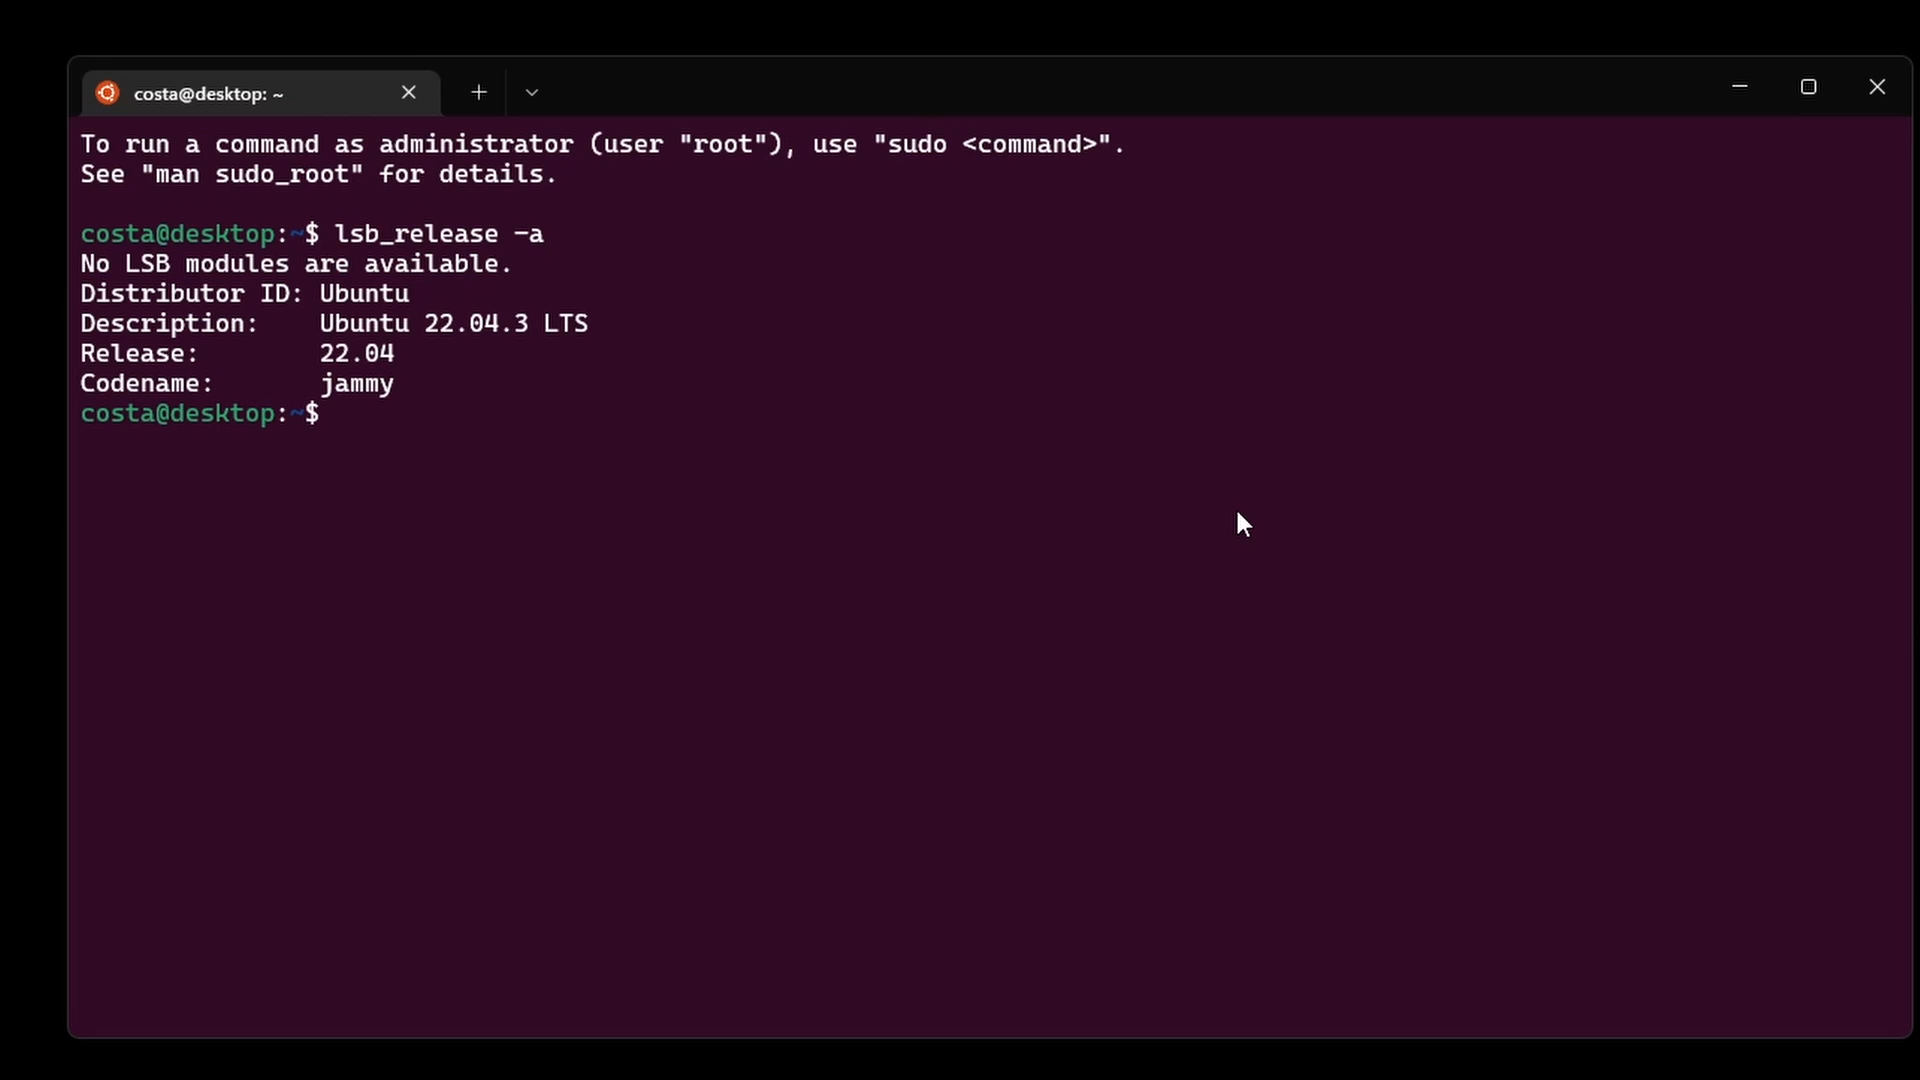 costa@desktop: ~
To run a command as administrator (user "root"), use "sudo <command>".
See "man sudo_root" for details.
costa@desktop:~$ lsb_release -a
No LSB modules are available.
Distributor ID: Ubuntu
Description:    Ubuntu 22.04.3 LTS
Release:        22.04
Codename:       jammy
costa@desktop:~$